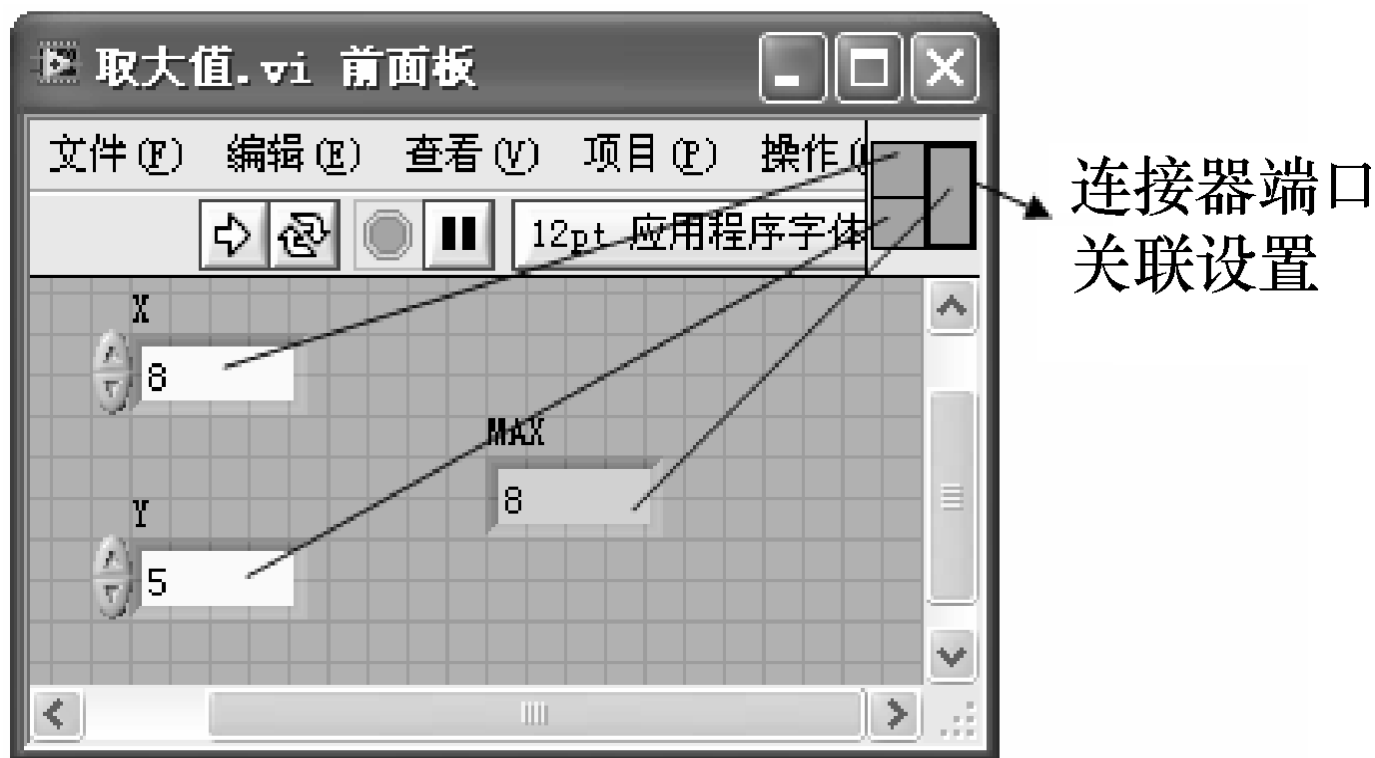 取大值.vi 前面板
文件(F) 编辑(E) 查看(V) 项目(P) 操作(
12pt 应用程序字体
连接器端口
关联设置
X
8
MAX
8
Y
5